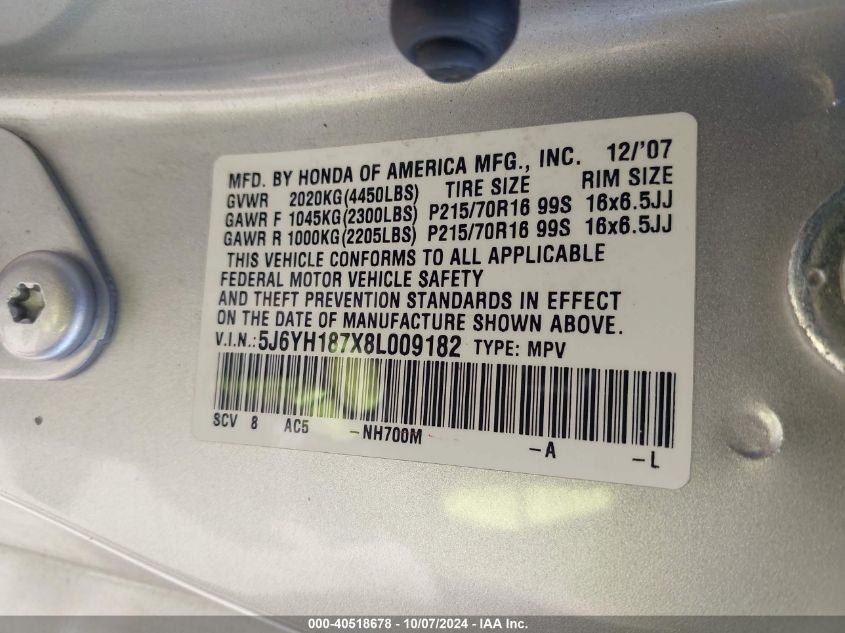 MFD. BY HONDA OF AMERICA MFG., INC. 12/'07
GVWR 2020KG(4450LBS) TIRE SIZE RIM SIZE
GAWR F 1045KG(2300LBS) P215/70R16 99S 16x6.5JJ
GAWR R 1000KG(2205LBS) P215/70R16 99S 16x6.5JJ
THIS VEHICLE CONFORMS TO ALL APPLICABLE
FEDERAL MOTOR VEHICLE SAFETY
AND THEFT PREVENTION STANDARDS IN EFFECT
ON THE DATE OF MANUFACTURE SHOWN ABOVE.
V.I.N.: 5J6YH187X8L009182 TYPE: MPV
SCV 8 AC5 -NH700M -A -L
000-40518678 - 10/07/2024 - IAA Inc.